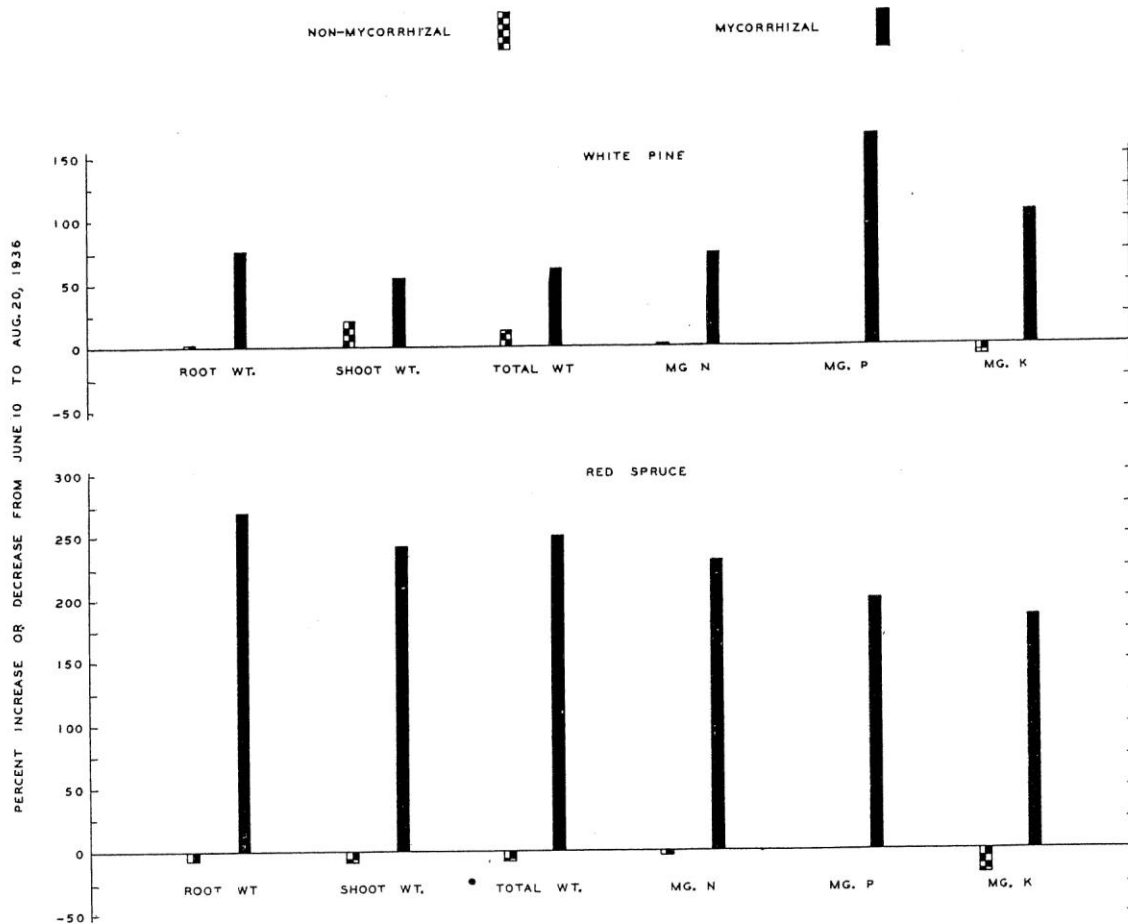 NON-MYCORRHIZAL MYCORRHIZAL
PERCENT INCREASE OR DECREASE FROM JUNE 10 TO AUG. 20, 1936
WHITE PINE
150
100
50
0
-50
ROOT WT. SHOOT WT. TOTAL WT MG N MG. P MG. K
RED SPRUCE
300
250
200
150
100
50
0
-50
ROOT WT SHOOT WT. TOTAL WT. MG. N MG. P MG. K